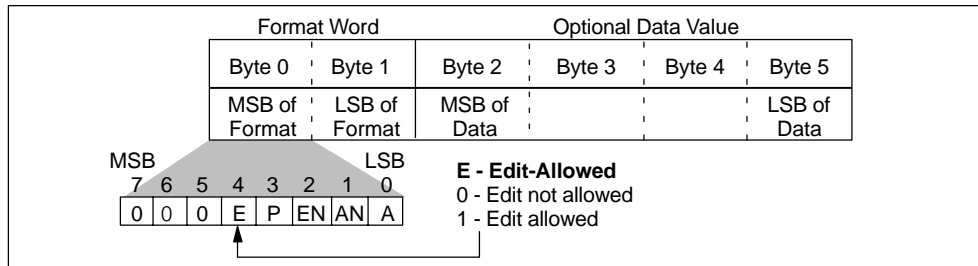 Format Word Optional Data Value
Byte 0 Byte 1 Byte 2 Byte 3 Byte 4 Byte 5
MSB of Format LSB of Format MSB of Data LSB of Data
MSB LSB
7 6 5 4 3 2 1 0
0 0 0 E P EN AN A
E - Edit-Allowed
0 - Edit not allowed
1 - Edit allowed